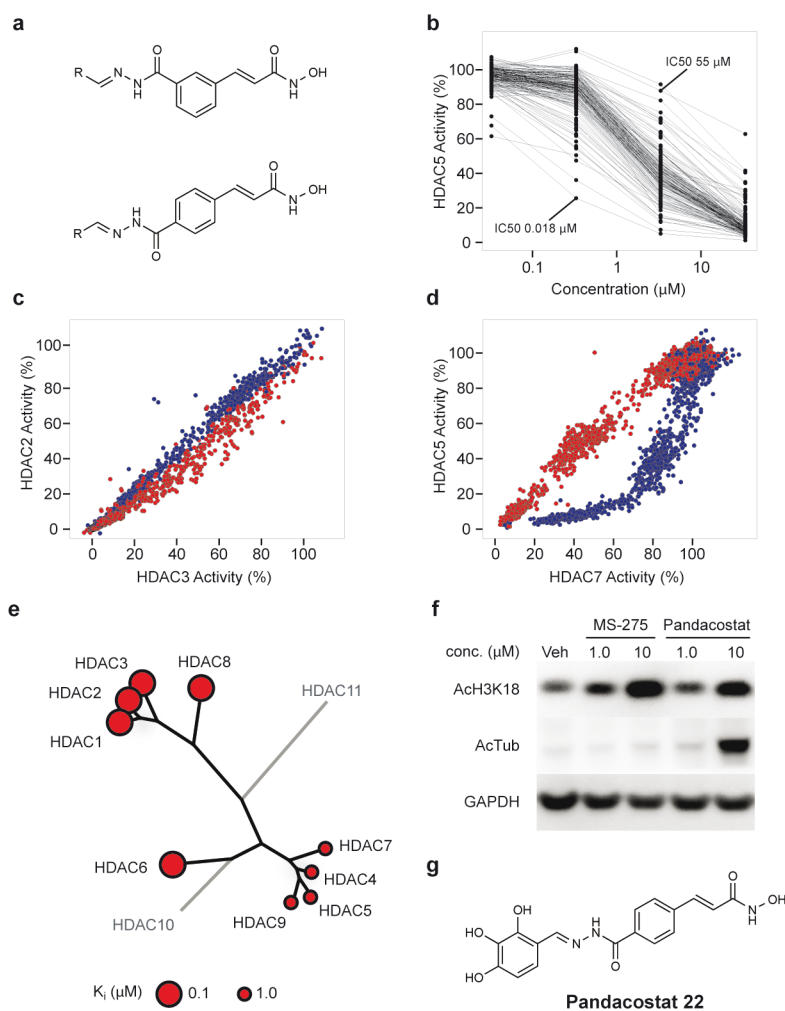 a
R
N
N
H
O
O
N
H
OH
R
N
H
N
O
O
N
H
OH
b
HDAC5 Activity (%)
100
80
60
40
20
0
IC50 55 µM
IC50 0.018 µM
0.1 1 10
Concentration (µM)
c
HDAC2 Activity (%)
100
80
60
40
20
0
0 20 40 60 80 100
HDAC3 Activity (%)
d
HDAC5 Activity (%)
100
80
60
40
20
0
0 20 40 60 80 100
HDAC7 Activity (%)
e
HDAC3
HDAC8
HDAC2
HDAC11
HDAC1
HDAC7
HDAC6
HDAC4
HDAC5
HDAC9
HDAC10
Ki (µM) 0.1 1.0
f
MS-275 Pandacostat
conc. (µM) Veh 1.0 10 1.0 10
AcH3K18
AcTub
GAPDH
g
OH
HO
HO
N
H
N
O
O
N
H
OH
Pandacostat 22